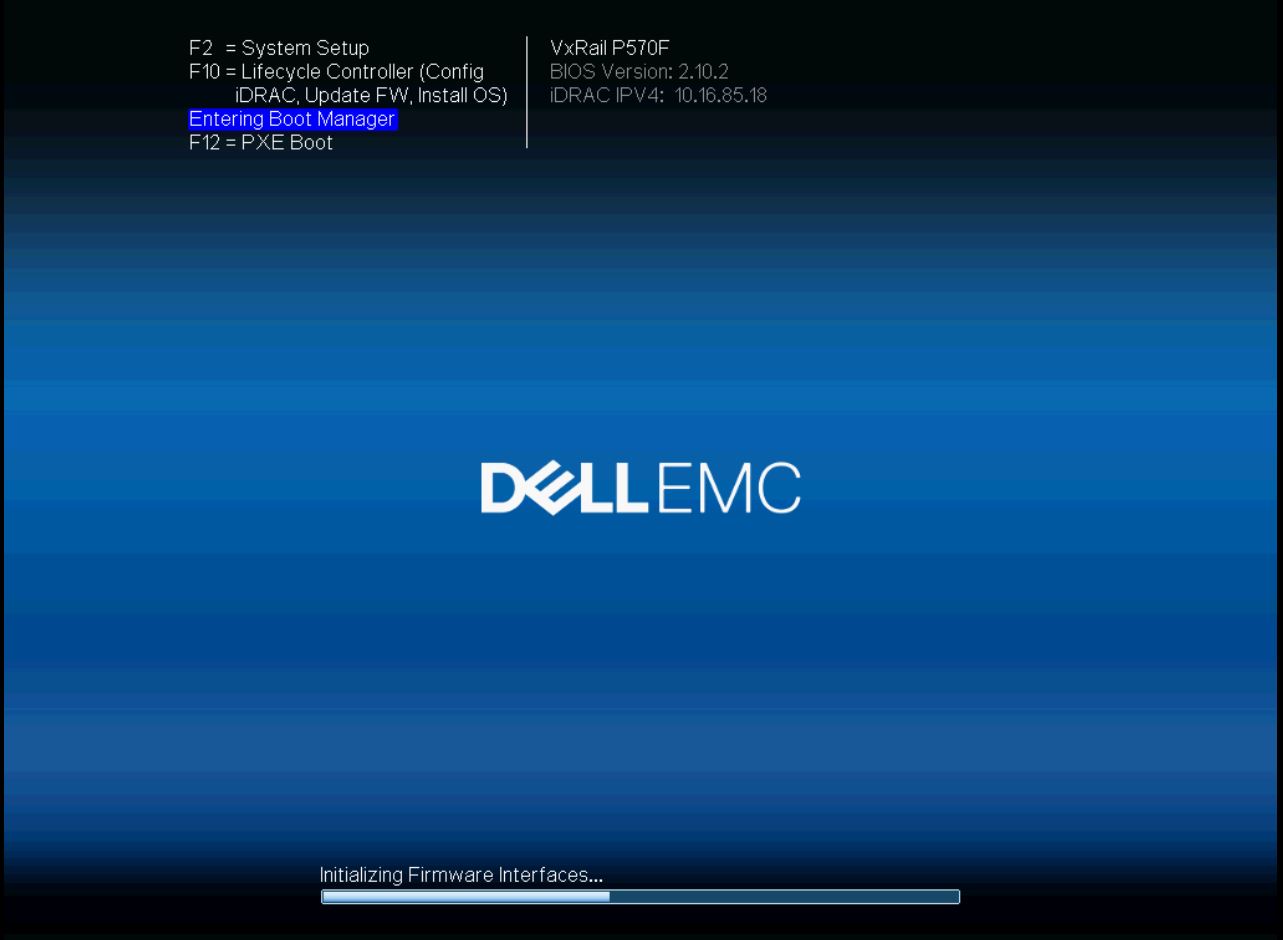 F2 = System Setup
F10 = Lifecycle Controller (Config
iDRAC, Update FW, Install OS)
Entering Boot Manager
F12 = PXE Boot
VxRail P570F
BIOS Version: 2.10.2
iDRAC IPV4: 10.16.85.18
DELLEMC
Initializing Firmware Interfaces...